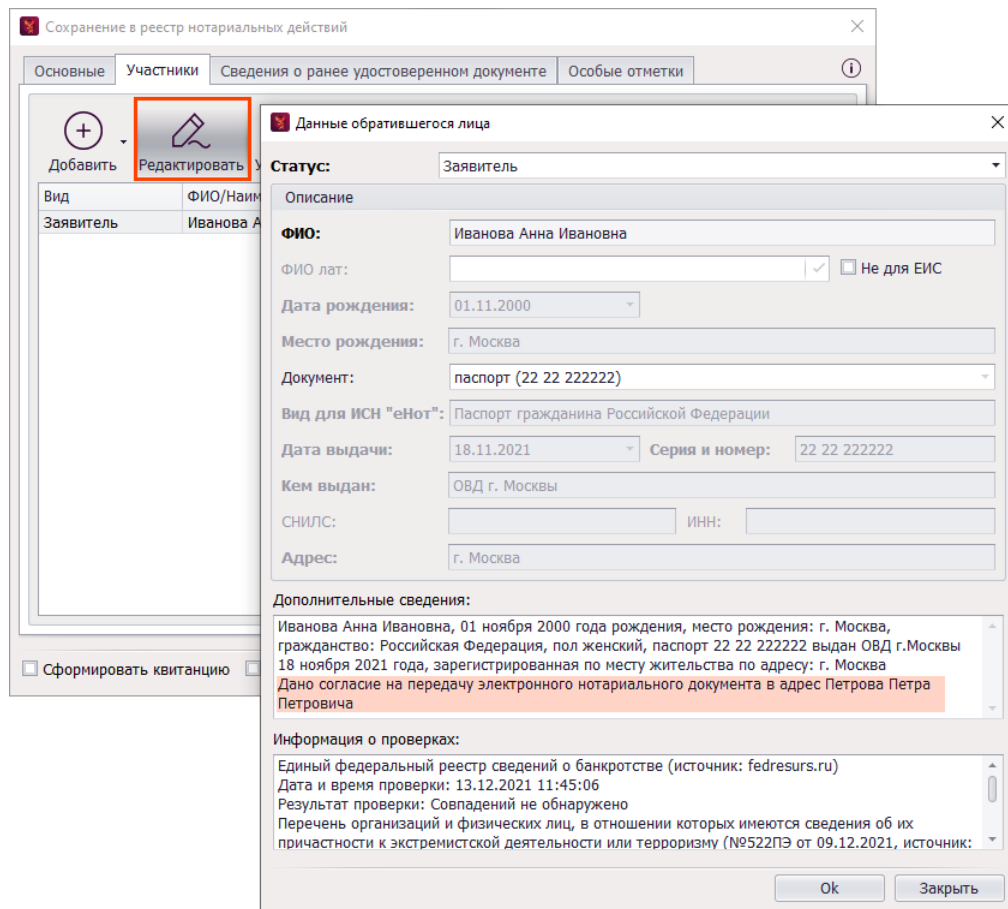 Сохранение в реестр нотариальных действий
Основные Участники Сведения о ранее удостоверенном документе Особые отметки
Добавить Редактировать
Вид ФИО/Наим
Заявитель Иванова А
Сформировать квитанцию
Данные обратившегося лица
Статус: Заявитель
Описание
ФИО: Иванова Анна Ивановна
ФИО лат: Не для ЕИС
Дата рождения: 01.11.2000
Место рождения: г. Москва
Документ: паспорт (22 22 222222)
Вид для ИСН "еНот": Паспорт гражданина Российской Федерации
Дата выдачи: 18.11.2021 Серия и номер: 22 22 222222
Кем выдан: ОВД г. Москвы
СНИЛС: ИНН:
Адрес: г. Москва
Дополнительные сведения:
Иванова Анна Ивановна, 01 ноября 2000 года рождения, место рождения: г. Москва,
гражданство: Российская Федерация, пол женский, паспорт 22 22 222222 выдан ОВД г.Москвы
18 ноября 2021 года, зарегистрированная по месту жительства по адресу: г. Москва
Дано согласие на передачу электронного нотариального документа в адрес Петрова Петра
Петровича
Информация о проверках:
Единый федеральный реестр сведений о банкротстве (источник: fedresurs.ru)
Дата и время проверки: 13.12.2021 11:45:06
Результат проверки: Совпадений не обнаружено
Перечень организаций и физических лиц, в отношении которых имеются сведения об их
причастности к экстремистской деятельности или терроризму (№522ПЭ от 09.12.2021, источник:
Ok Закрыть